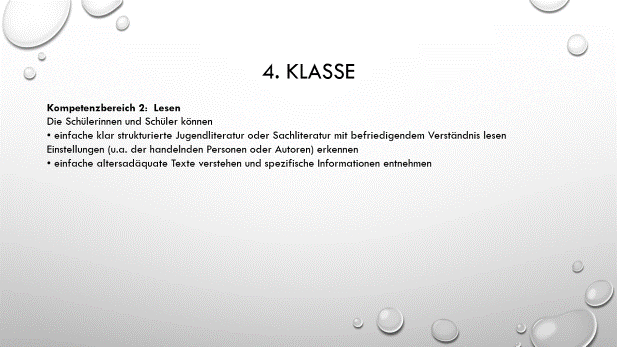 4. KLASSE
Kompetenzbereich 2: Lesen
Die Schülerinnen und Schüler können
• einfache klar strukturierte Jugendliteratur oder Sachliteratur mit befriedigendem Verständnis lesen
Einstellungen (u.a. der handelnden Personen oder Autoren) erkennen
• einfache altersadäquate Texte verstehen und spezifische Informationen entnehmen